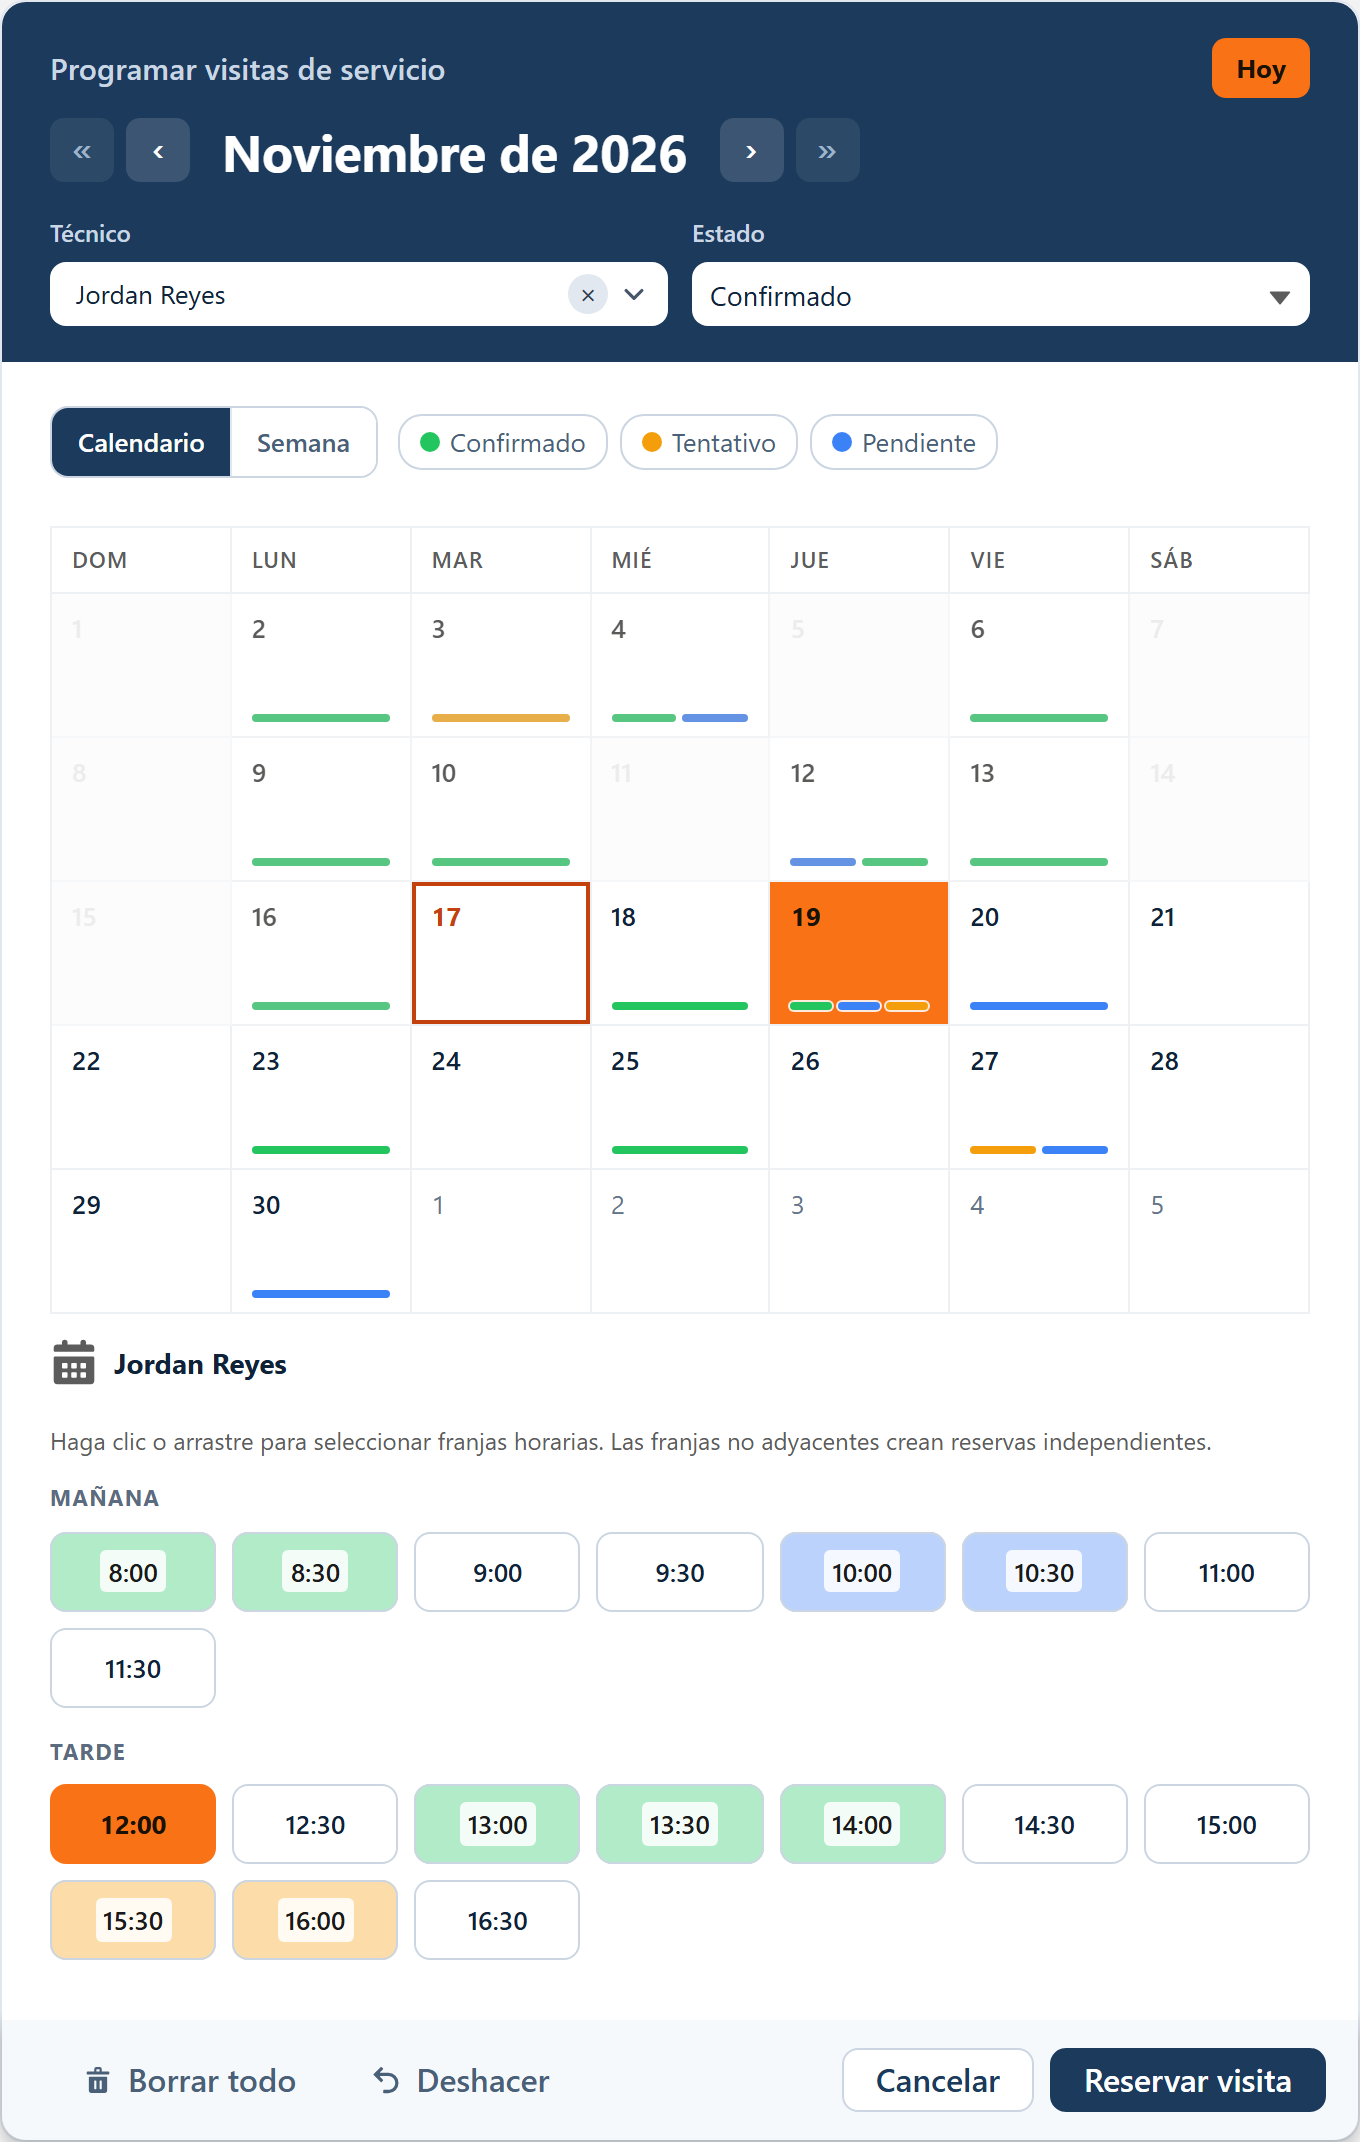 Programar visitas de servicio
Hoy
« ‹ Noviembre de 2026 › »
Técnico
Estado
Jordan Reyes ×
Confirmado
Calendario Semana Confirmado Tentativo Pendiente
DOM LUN MAR MIÉ JUE VIE SÁB
1 2 3 4 5 6 7
8 9 10 11 12 13 14
15 16 17 18 19 20 21
22 23 24 25 26 27 28
29 30 1 2 3 4 5
Jordan Reyes
Haga clic o arrastre para seleccionar franjas horarias. Las franjas no adyacentes crean reservas independientes.
MAÑANA
8:00 8:30 9:00 9:30 10:00 10:30 11:00
11:30
TARDE
12:00 12:30 13:00 13:30 14:00 14:30 15:00
15:30 16:00 16:30
Borrar todo Deshacer Cancelar Reservar visita